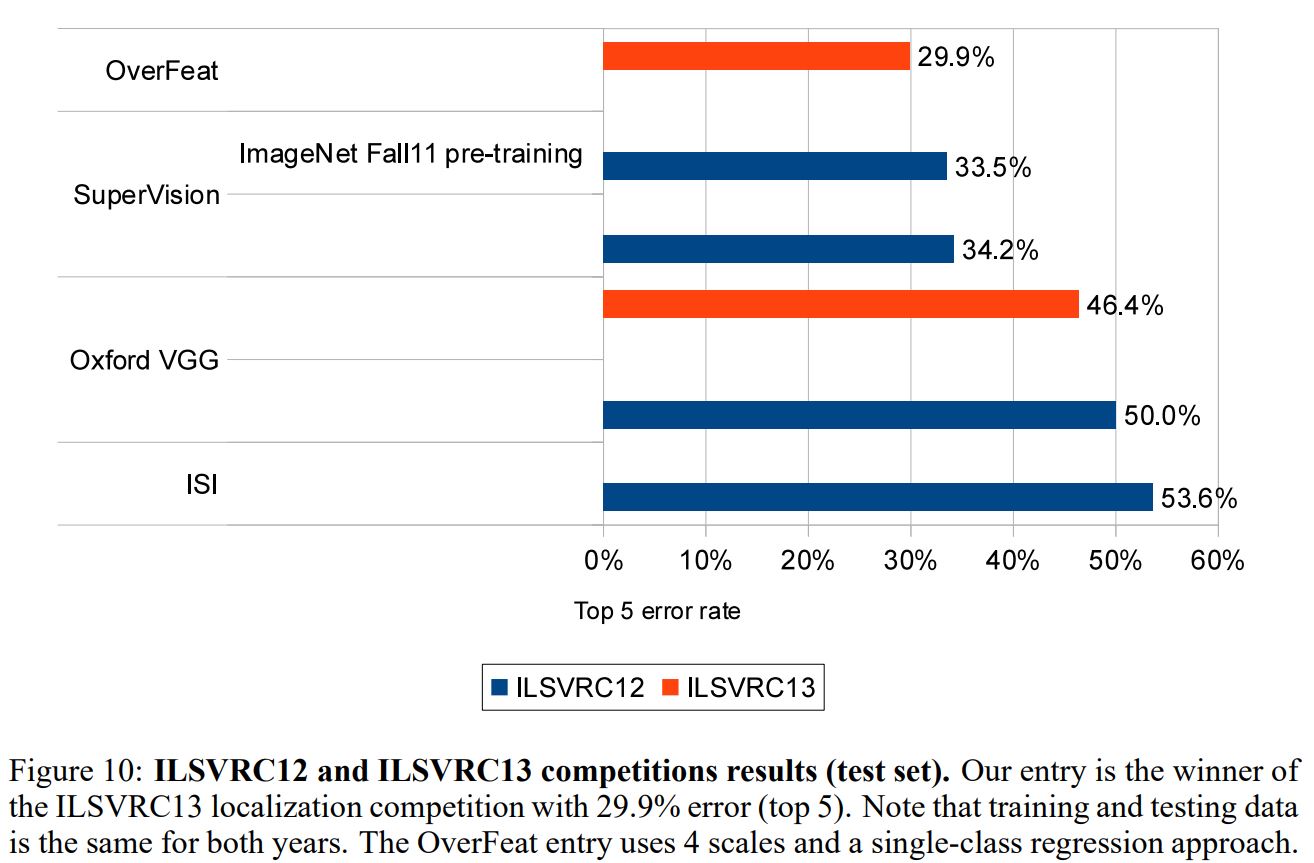 OverFeat
29.9%
ImageNet Fall11 pre-training
33.5%
SuperVision
34.2%
46.4%
Oxford VGG
50.0%
ISI
53.6%
0% 10% 20% 30% 40% 50% 60%
Top 5 error rate
ILSVRC12 ILSVRC13
Figure 10: ILSVRC12 and ILSVRC13 competitions results (test set). Our entry is the winner of
the ILSVRC13 localization competition with 29.9% error (top 5). Note that training and testing data
is the same for both years. The OverFeat entry uses 4 scales and a single-class regression approach.